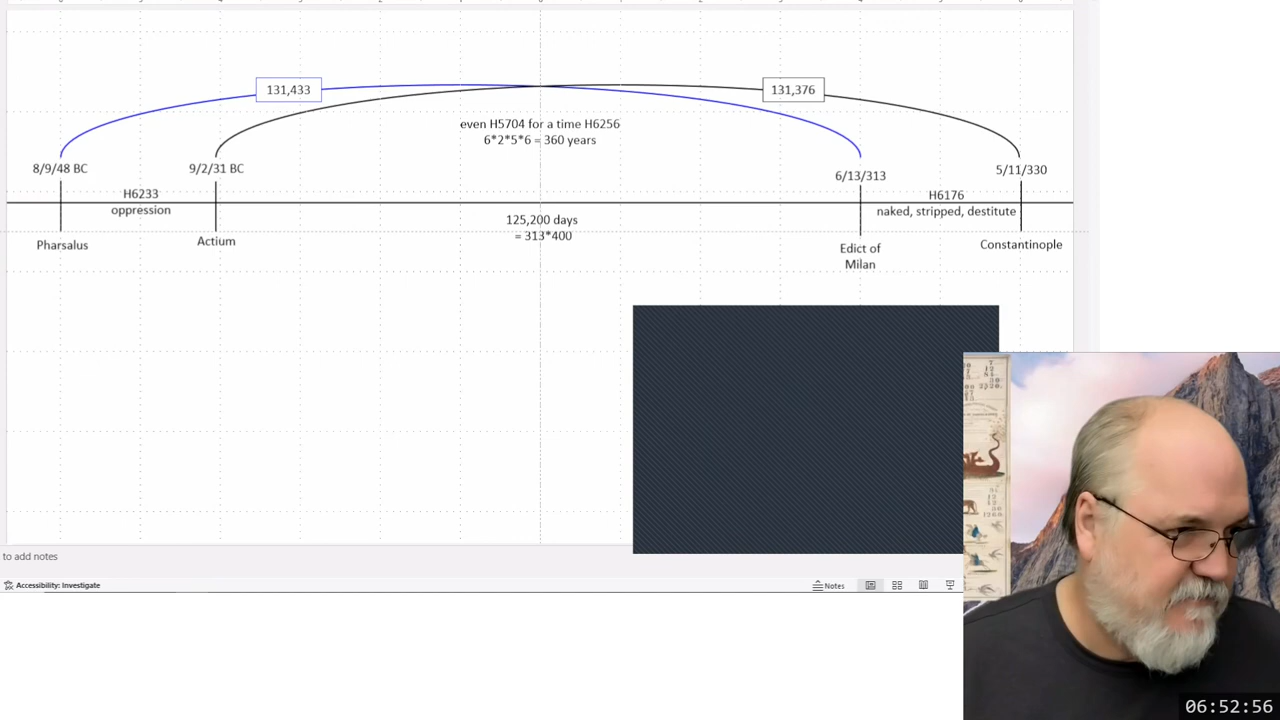 131,433
131,376
even H5704 for a time H6256
6*2*5*6 = 360 years
8/9/48 BC
9/2/31 BC
6/13/313
5/11/330
H6233
oppression
H6176
naked, stripped, destitute
125,200 days
= 313*400
Pharsalus
Actium
Edict of
Milan
Constantinople
to add notes
Accessibility: Investigate
Notes
06:52:56